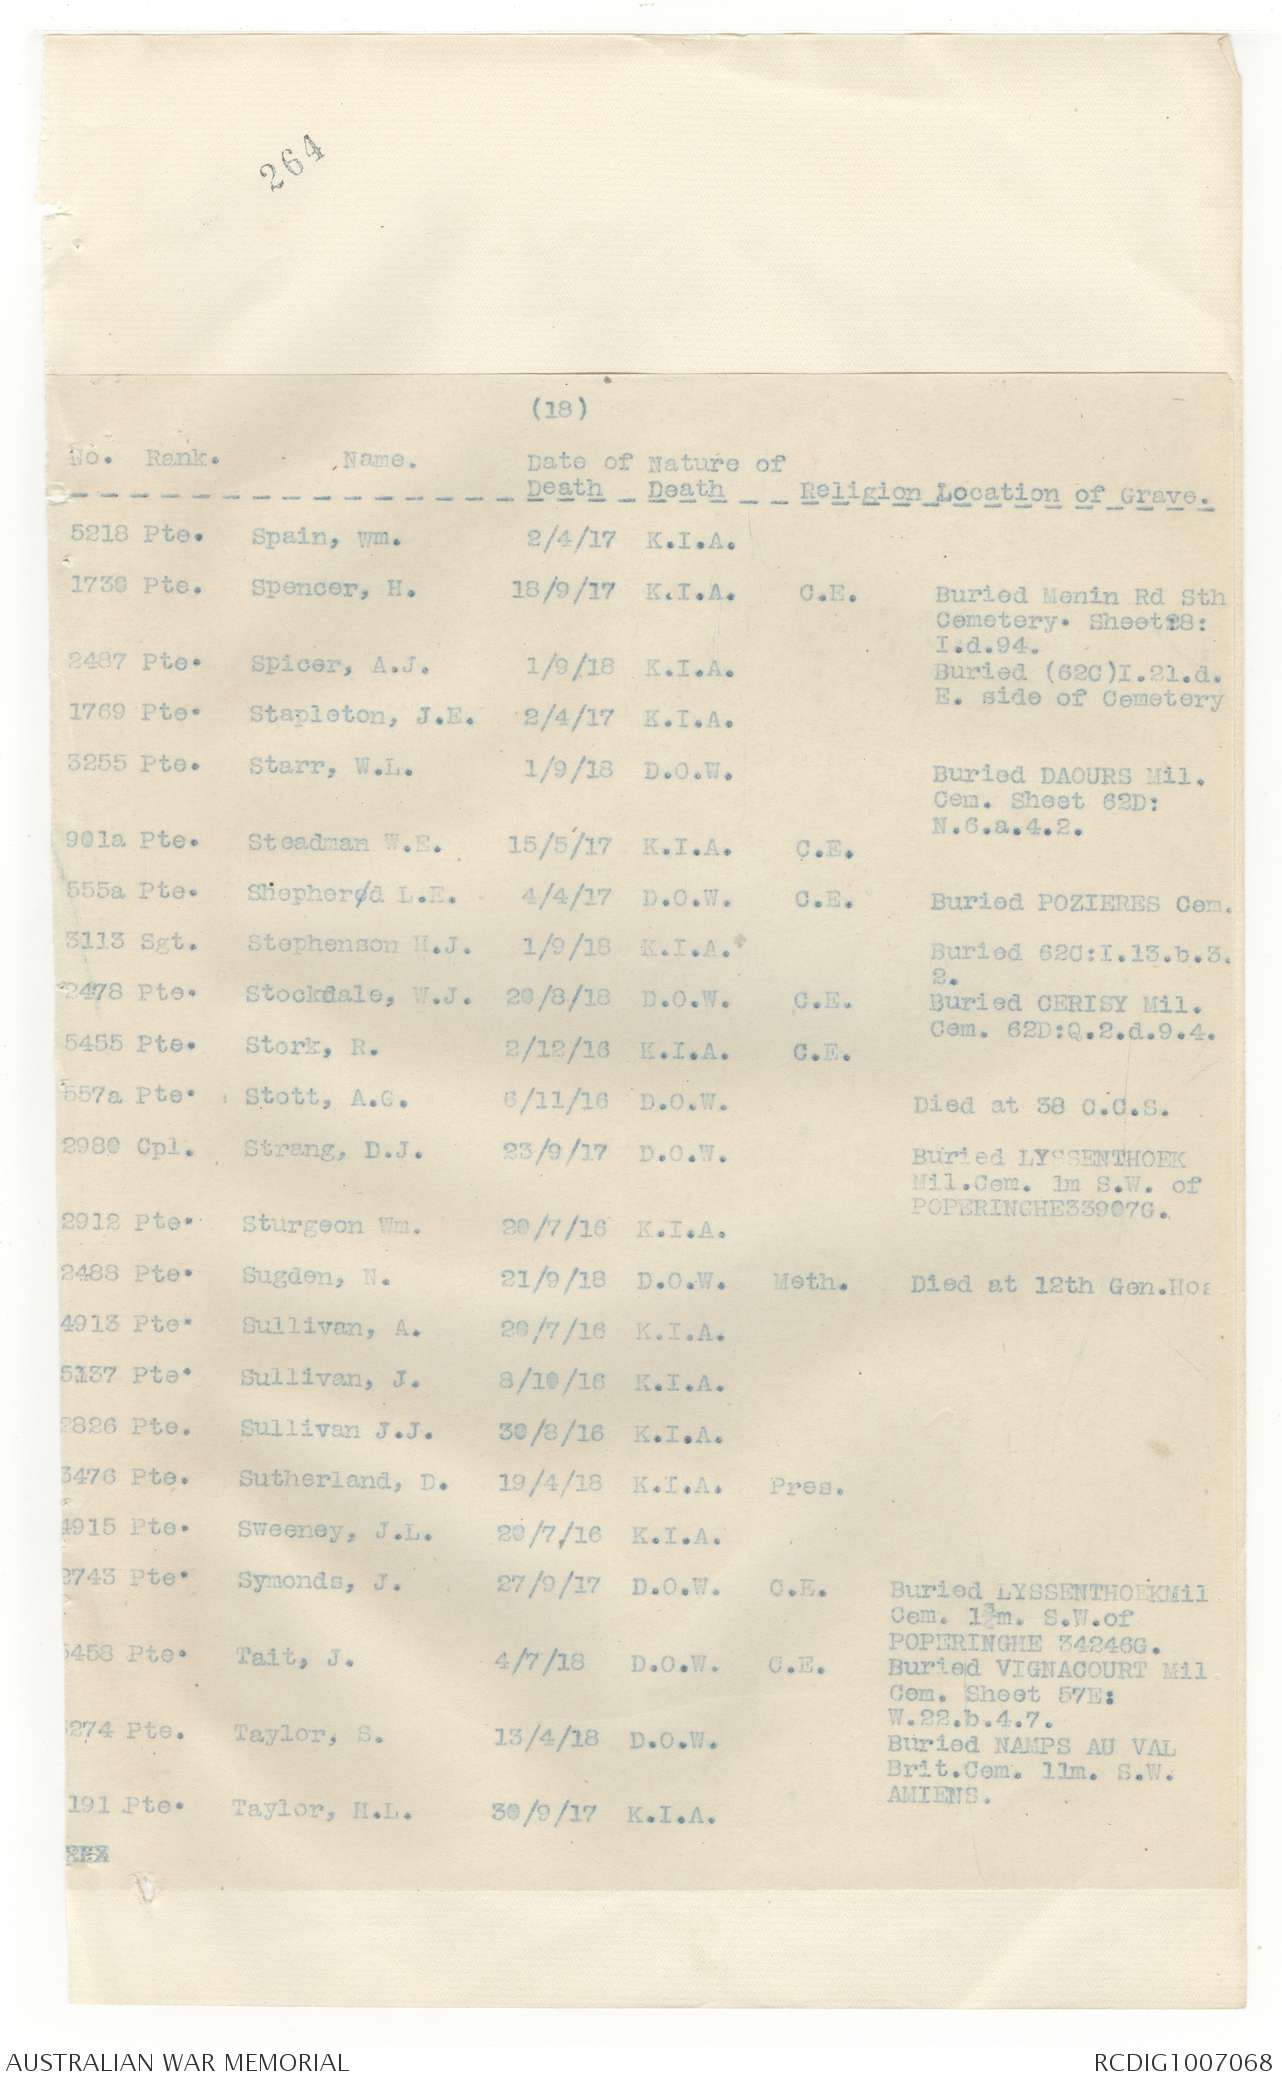 264
(18)
No. Rank. Name. Date of Nature of
Death Death Religion Location of Grave.
5218 Pte. Spain, Wm. 2/4/17 K.I.A.
1730 Pte. Spencer, H. 18/9/17 K.I.A. C.E. Buried Menin Rd Sth
Cemetery. Sheet28:
I.d.94.
2487 Pte. Spicer, A.J. 1/9/18 K.I.A. Buried (62C)I.21.d.
E. side of Cemetery
1769 Pte. Stapleton, J.E. 2/4/17 K.I.A.
3255 Pte. Starr, W.L. 1/9/18 D.O.W. Buried DAOURS Mil.
Cem. Sheet 62D:
N.6.a.4.2.
901a Pte. Steadman W.E. 15/5/17 K.I.A. C.E.
555a Pte. Shepherd L.E. 4/4/17 D.O.W. C.E. Buried POZIERES Cem.
3113 Sgt. Stephenson H.J. 1/9/18 K.I.A. Buried 62C:I.13.b.3.
2.
2478 Pte. Stockdale, W.J. 20/8/18 D.O.W. C.E. Buried CERISY Mil.
Cem. 62D:Q.2.d.9.4.
5455 Pte. Stork, R. 2/12/16 K.I.A. C.E.
557a Pte. Stott, A.G. 6/11/16 D.O.W. Died at 38 C.C.S.
2980 Cpl. Strang, D.J. 23/9/17 D.O.W. Buried LYSSENTHOEK
Mil.Cem. 1m S.W. of
POPERINGHE33907G.
2912 Pte. Sturgeon Wm. 20/7/16 K.I.A.
2488 Pte. Sugden, N. 21/9/18 D.O.W. Meth. Died at 12th Gen.Hos
4913 Pte. Sullivan, A. 20/7/16 K.I.A.
5137 Pte. Sullivan, J. 8/10/16 K.I.A.
2826 Pte. Sullivan J.J. 30/8/16 K.I.A.
3476 Pte. Sutherland, D. 19/4/18 K.I.A. Pres.
4915 Pte. Sweeney, J.L. 20/7/16 K.I.A.
2743 Pte. Symonds, J. 27/9/17 D.O.W. C.E. Buried LYSSENTHOEKMil
Cem. 1 m. S.W.of
POPERINGHE 34246G.
5458 Pte. Tait, J. 4/7/18 D.O.W. C.E. Buried VIGNACOURT Mil
Cem. Sheet 57E:
W.22.b.4.7.
274 Pte. Taylor, S. 13/4/18 D.O.W. Buried NAMPS AU VAL
Brit.Cem. 11m. S.W.
AMIENS.
191 Pte. Taylor, H.L. 30/9/17 K.I.A.
AUSTRALIAN WAR MEMORIAL RCDIG1007068